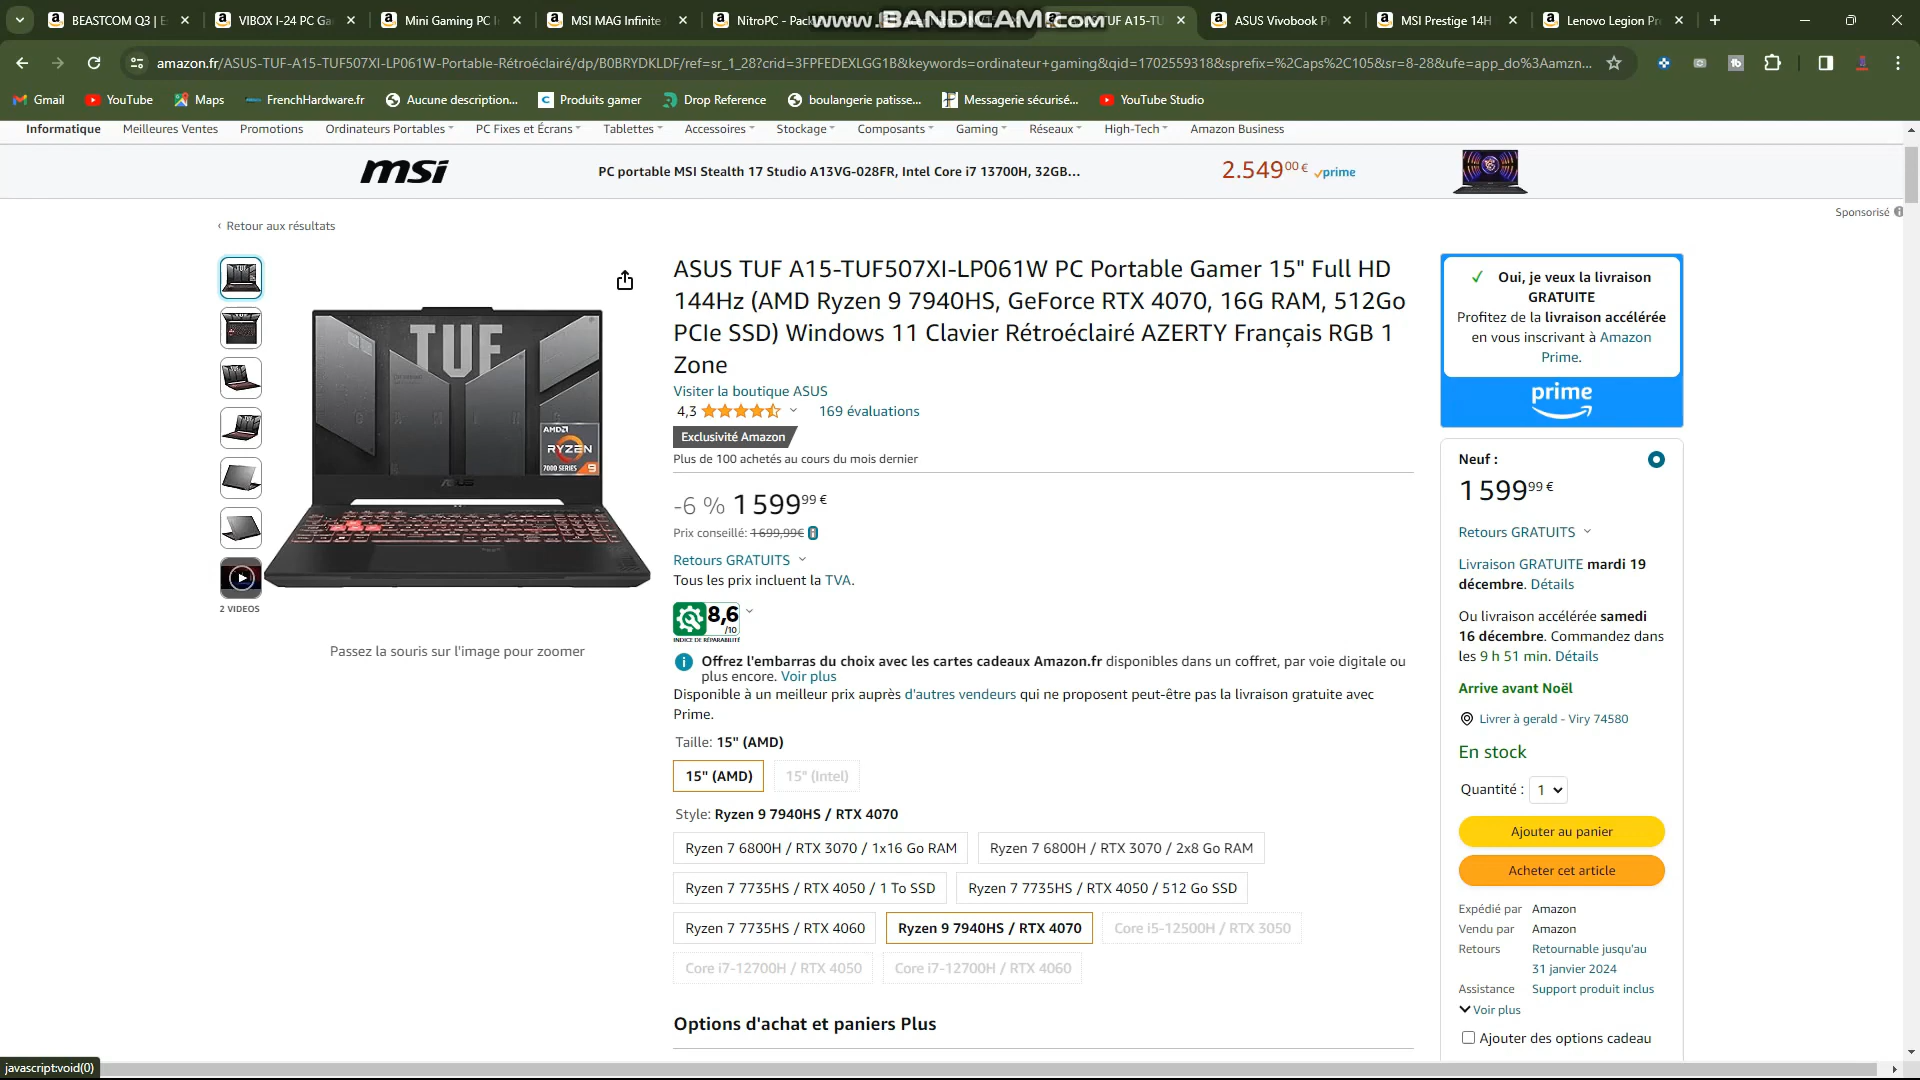 BEASTCOM Q3 | E
VIBOX I-24 PC Ga
Mini Gaming PC I
MSI MAG Infinite
NitroPC - Pack
www.BANDICAM.com
TUF A15-TU
ASUS Vivobook P
MSI Prestige 14H
Lenovo Legion Pr
amazon.fr/ASUS-TUF-A15-TUF507XI-LP061W-Portable-Rétroéclairé/dp/B0BRYDKLDF/ref=sr_1_28?crid=3FPFEDEXLGG1B&keywords=ordinateur+gaming&qid=1702559318&sprefix=%2Caps%2C105&sr=8-28&ufe=app_do%3Aamzn...
Gmail
YouTube
Maps
FrenchHardware.fr
Aucune description...
Produits gamer
Drop Reference
boulangerie patisse...
Messagerie sécurisé...
YouTube Studio
Informatique
Meilleures Ventes
Promotions
Ordinateurs Portables
PC Fixes et Écrans
Tablettes
Accessoires
Stockage
Composants
Gaming
Réseaux
High-Tech
Amazon Business
msi
PC portable MSI Stealth 17 Studio A13VG-028FR, Intel Core i7 13700H, 32GB...
2.54900 € prime
Sponsorisé
‹ Retour aux résultats
ASUS TUF A15-TUF507XI-LP061W PC Portable Gamer 15" Full HD
144Hz (AMD Ryzen 9 7940HS, GeForce RTX 4070, 16G RAM, 512Go
PCIe SSD) Windows 11 Clavier Rétroéclairé AZERTY Français RGB 1
Zone
Visiter la boutique ASUS
4,3
169 évaluations
Exclusivité Amazon
Plus de 100 achetés au cours du mois dernier
-6 % 1 599,99 €
Prix conseillé: 1 699,99€
Retours GRATUITS
Tous les prix incluent la TVA.
8,6
/10
INDICE DE RÉPARABILITÉ
Offrez l'embarras du choix avec les cartes cadeaux Amazon.fr disponibles dans un coffret, par voie digitale ou
plus encore. Voir plus
Disponible à un meilleur prix auprès d'autres vendeurs qui ne proposent peut-être pas la livraison gratuite avec
Prime.
Taille: 15" (AMD)
15" (AMD)
15" (Intel)
Style: Ryzen 9 7940HS / RTX 4070
Ryzen 7 6800H / RTX 3070 / 1x16 Go RAM
Ryzen 7 6800H / RTX 3070 / 2x8 Go RAM
Ryzen 7 7735HS / RTX 4050 / 1 To SSD
Ryzen 7 7735HS / RTX 4050 / 512 Go SSD
Ryzen 7 7735HS / RTX 4060
Ryzen 9 7940HS / RTX 4070
Core i5-12500H / RTX 3050
Core i7-12700H / RTX 4050
Core i7-12700H / RTX 4060
Options d'achat et paniers Plus
TUF
AMD
RYZEN
7000 SERIES 9
ASUS
2 VIDEOS
Passez la souris sur l'image pour zoomer
Oui, je veux la livraison
GRATUITE
Profitez de la livraison accélérée
en vous inscrivant à Amazon
Prime.
prime
Neuf :
1 599,99 €
Retours GRATUITS
Livraison GRATUITE mardi 19
décembre. Détails
Ou livraison accélérée samedi
16 décembre. Commandez dans
les 9 h 51 min. Détails
Arrive avant Noël
Livrer à gerald - Viry 74580
En stock
Quantité : 1
Ajouter au panier
Acheter cet article
Expédié par Amazon
Vendu par Amazon
Retours Retournable jusqu'au
31 janvier 2024
Assistance Support produit inclus
Voir plus
Ajouter des options cadeau
javascript:void(0)